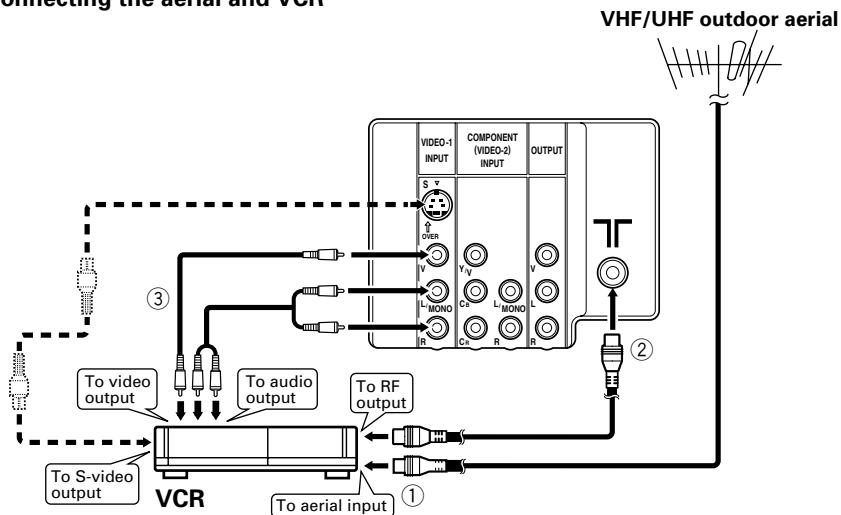 onnecting the aerial and VCR
VHF/UHF outdoor aerial
VIDEO-1
INPUT
COMPONENT
(VIDEO-2)
INPUT
OUTPUT
S
OVER
V
Y/V
V
L/MONO
CB
L/MONO
L
R
CR
R
R
③
②
To video
output
To audio
output
To RF
output
To S-video
output
VCR
To aerial input
①